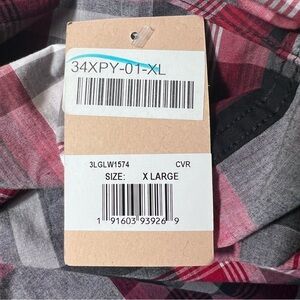 34XPY-01-XL
3LGLW1574 CVR
SIZE: X LARGE
1 91603 93926 9